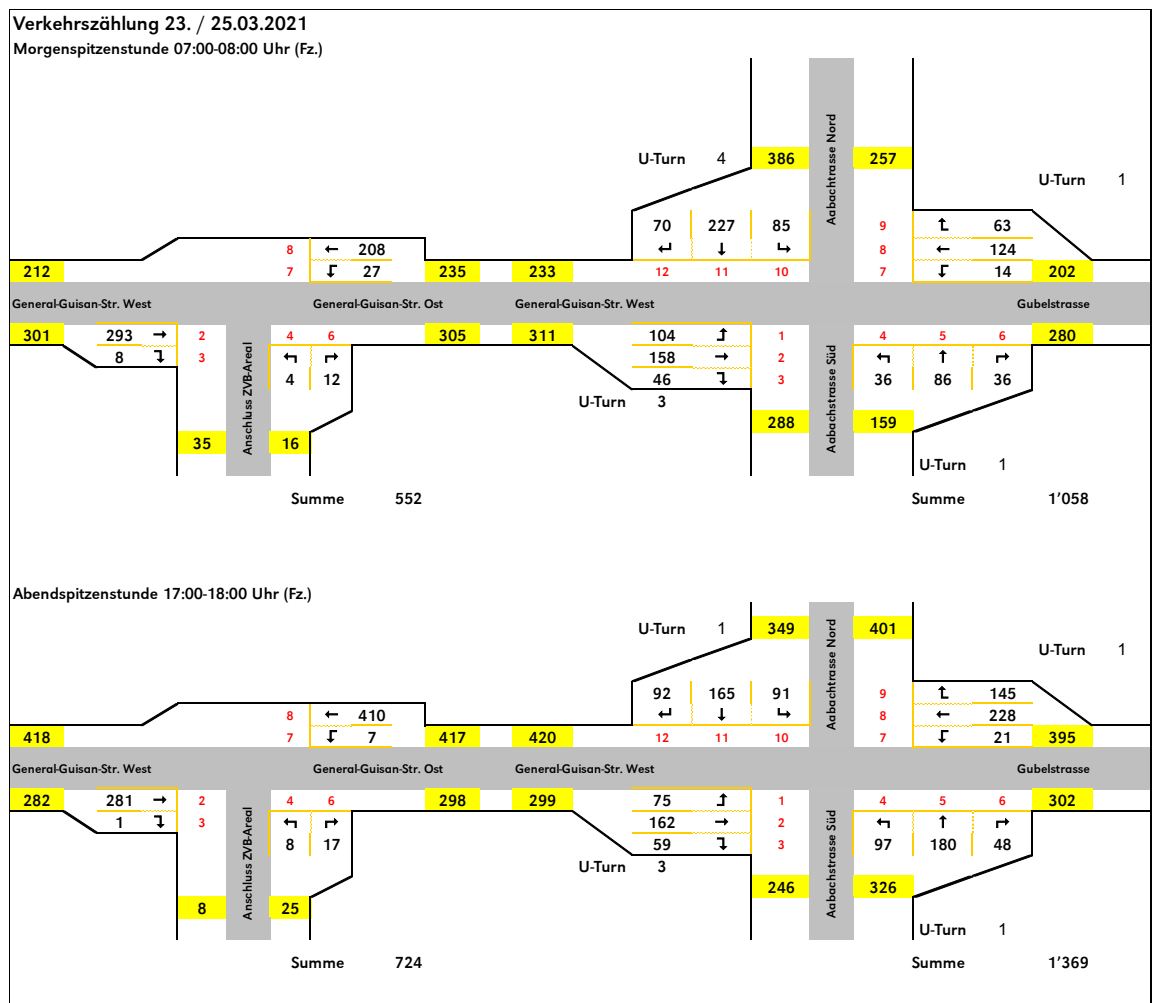 Verkehrszählung 23. / 25.03.2021
Morgenspitzenstunde 07:00-08:00 Uhr (Fz.)
Aabachtrasse Nord
U-Turn 4 386 257
U-Turn 1
70 227 85 9 ↰ 63
8 ← 208 ↵ ↓ ↳ 8 ← 124
212 7 ↙ 27 235 233 12 11 10 7 ↙ 14 202
General-Guisan-Str. West General-Guisan-Str. Ost General-Guisan-Str. West Gubelstrasse
301 293 → 2 4 6 305 311 104 ↑ 1 4 5 6 280
8 ↴ 3 ↰ ↱ 158 → 2 ↰ ↑ ↱
4 12 46 ↴ 3 36 86 36
Anschluss ZVB-Areal
Aabachstrasse Süd
U-Turn 3
288 159
35 16
U-Turn 1
Summe 552 Summe 1’058
Abendspitzenstunde 17:00-18:00 Uhr (Fz.)
Aabachtrasse Nord
U-Turn 1 349 401
U-Turn 1
92 165 91 9 ↰ 145
8 ← 410 ↵ ↓ ↳ 8 ← 228
418 7 ↙ 7 417 420 12 11 10 7 ↙ 21 395
General-Guisan-Str. West General-Guisan-Str. Ost General-Guisan-Str. West Gubelstrasse
282 281 → 2 4 6 298 299 75 ↑ 1 4 5 6 302
1 ↴ 3 ↰ ↱ 162 → 2 ↰ ↑ ↱
8 17 59 ↴ 3 97 180 48
Anschluss ZVB-Areal
Aabachstrasse Süd
U-Turn 3
246 326
8 25
U-Turn 1
Summe 724 Summe 1’369